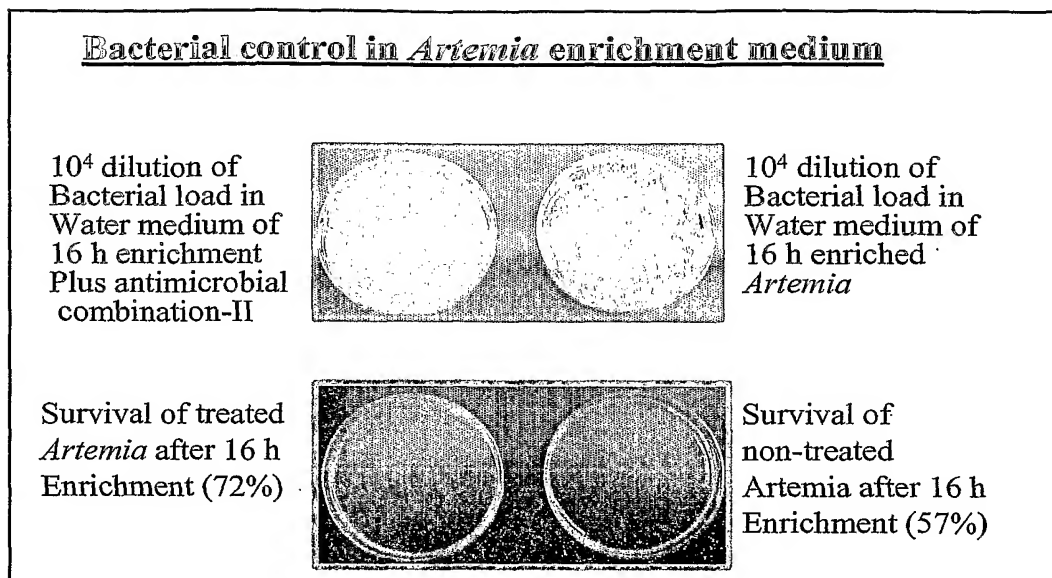 Bacterial control in Artemia enrichment medium
10⁴ dilution of
Bacterial load in
Water medium of
16 h enrichment
Plus antimicrobial
combination-II
10⁴ dilution of
Bacterial load in
Water medium of
16 h enriched
Artemia
Survival of treated
Artemia after 16 h
Enrichment (72%)
Survival of
non-treated
Artemia after 16 h
Enrichment (57%)